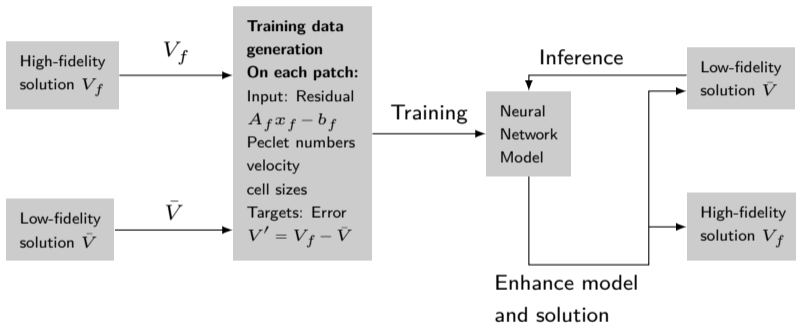 High-fidelity
solution V_f
V_f
Low-fidelity
solution V̄
V̄
Training data
generation
On each patch:
Input: Residual
A_f x_f − b_f
Peclet numbers
velocity
cell sizes
Targets: Error
V′ = V_f − V̄
Training
Neural
Network
Model
Inference
Low-fidelity
solution V̄
High-fidelity
solution V_f
Enhance model
and solution